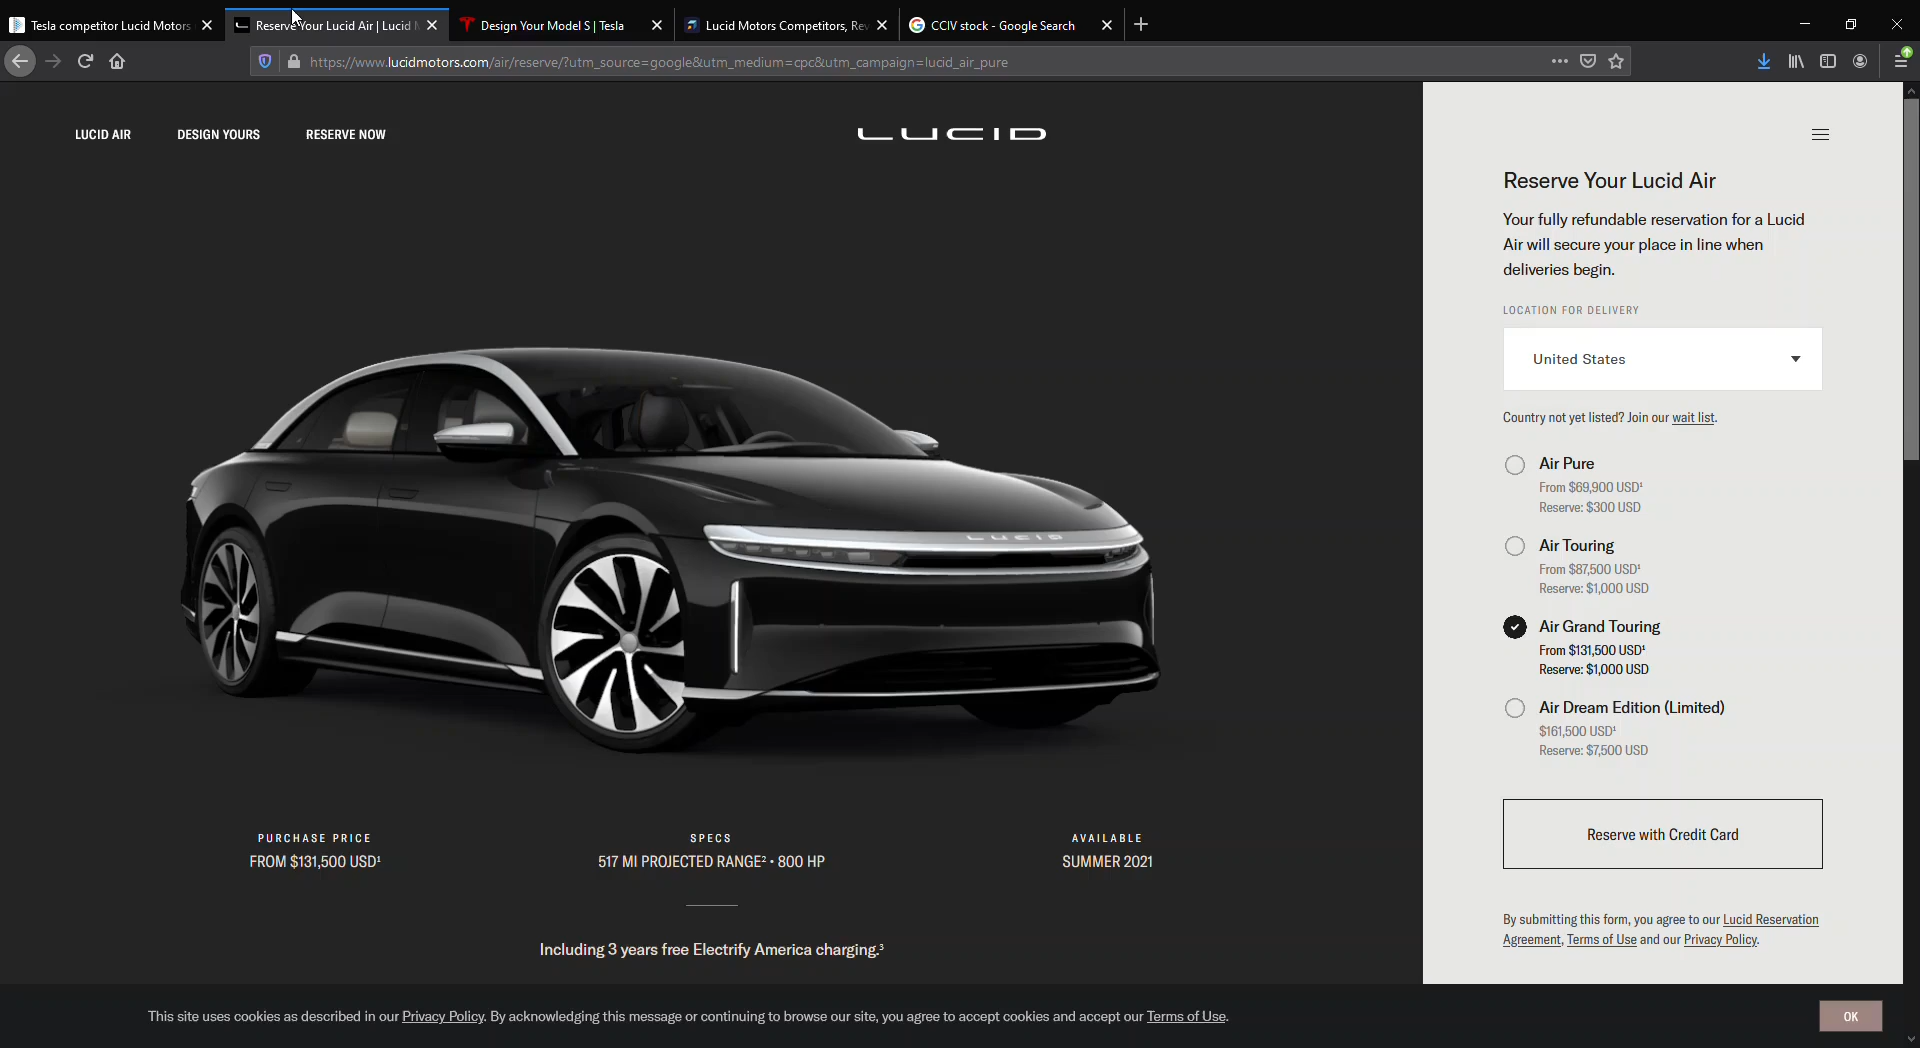 Tesla competitor Lucid Motors
Reserve Your Lucid Air | Lucid
Design Your Model S | Tesla
Lucid Motors Competitors, Rev
CCIV stock - Google Search
https://www.lucidmotors.com/air/reserve/?utm_source=google&utm_medium=cpc&utm_campaign=lucid_air_pure
LUCID AIR
DESIGN YOURS
RESERVE NOW
LUCID
LUCID
PURCHASE PRICE
FROM $131,500 USD¹
SPECS
517 MI PROJECTED RANGE² • 800 HP
AVAILABLE
SUMMER 2021
Including 3 years free Electrify America charging.³
Reserve Your Lucid Air
Your fully refundable reservation for a Lucid
Air will secure your place in line when
deliveries begin.
LOCATION FOR DELIVERY
United States
Country not yet listed? Join our wait list.
Air Pure
From $69,900 USD¹
Reserve: $300 USD
Air Touring
From $87,500 USD¹
Reserve: $1,000 USD
Air Grand Touring
From $131,500 USD¹
Reserve: $1,000 USD
Air Dream Edition (Limited)
$161,500 USD¹
Reserve: $7,500 USD
Reserve with Credit Card
By submitting this form, you agree to our Lucid Reservation
Agreement, Terms of Use and our Privacy Policy.
This site uses cookies as described in our Privacy Policy. By acknowledging this message or continuing to browse our site, you agree to accept cookies and accept our Terms of Use.
OK